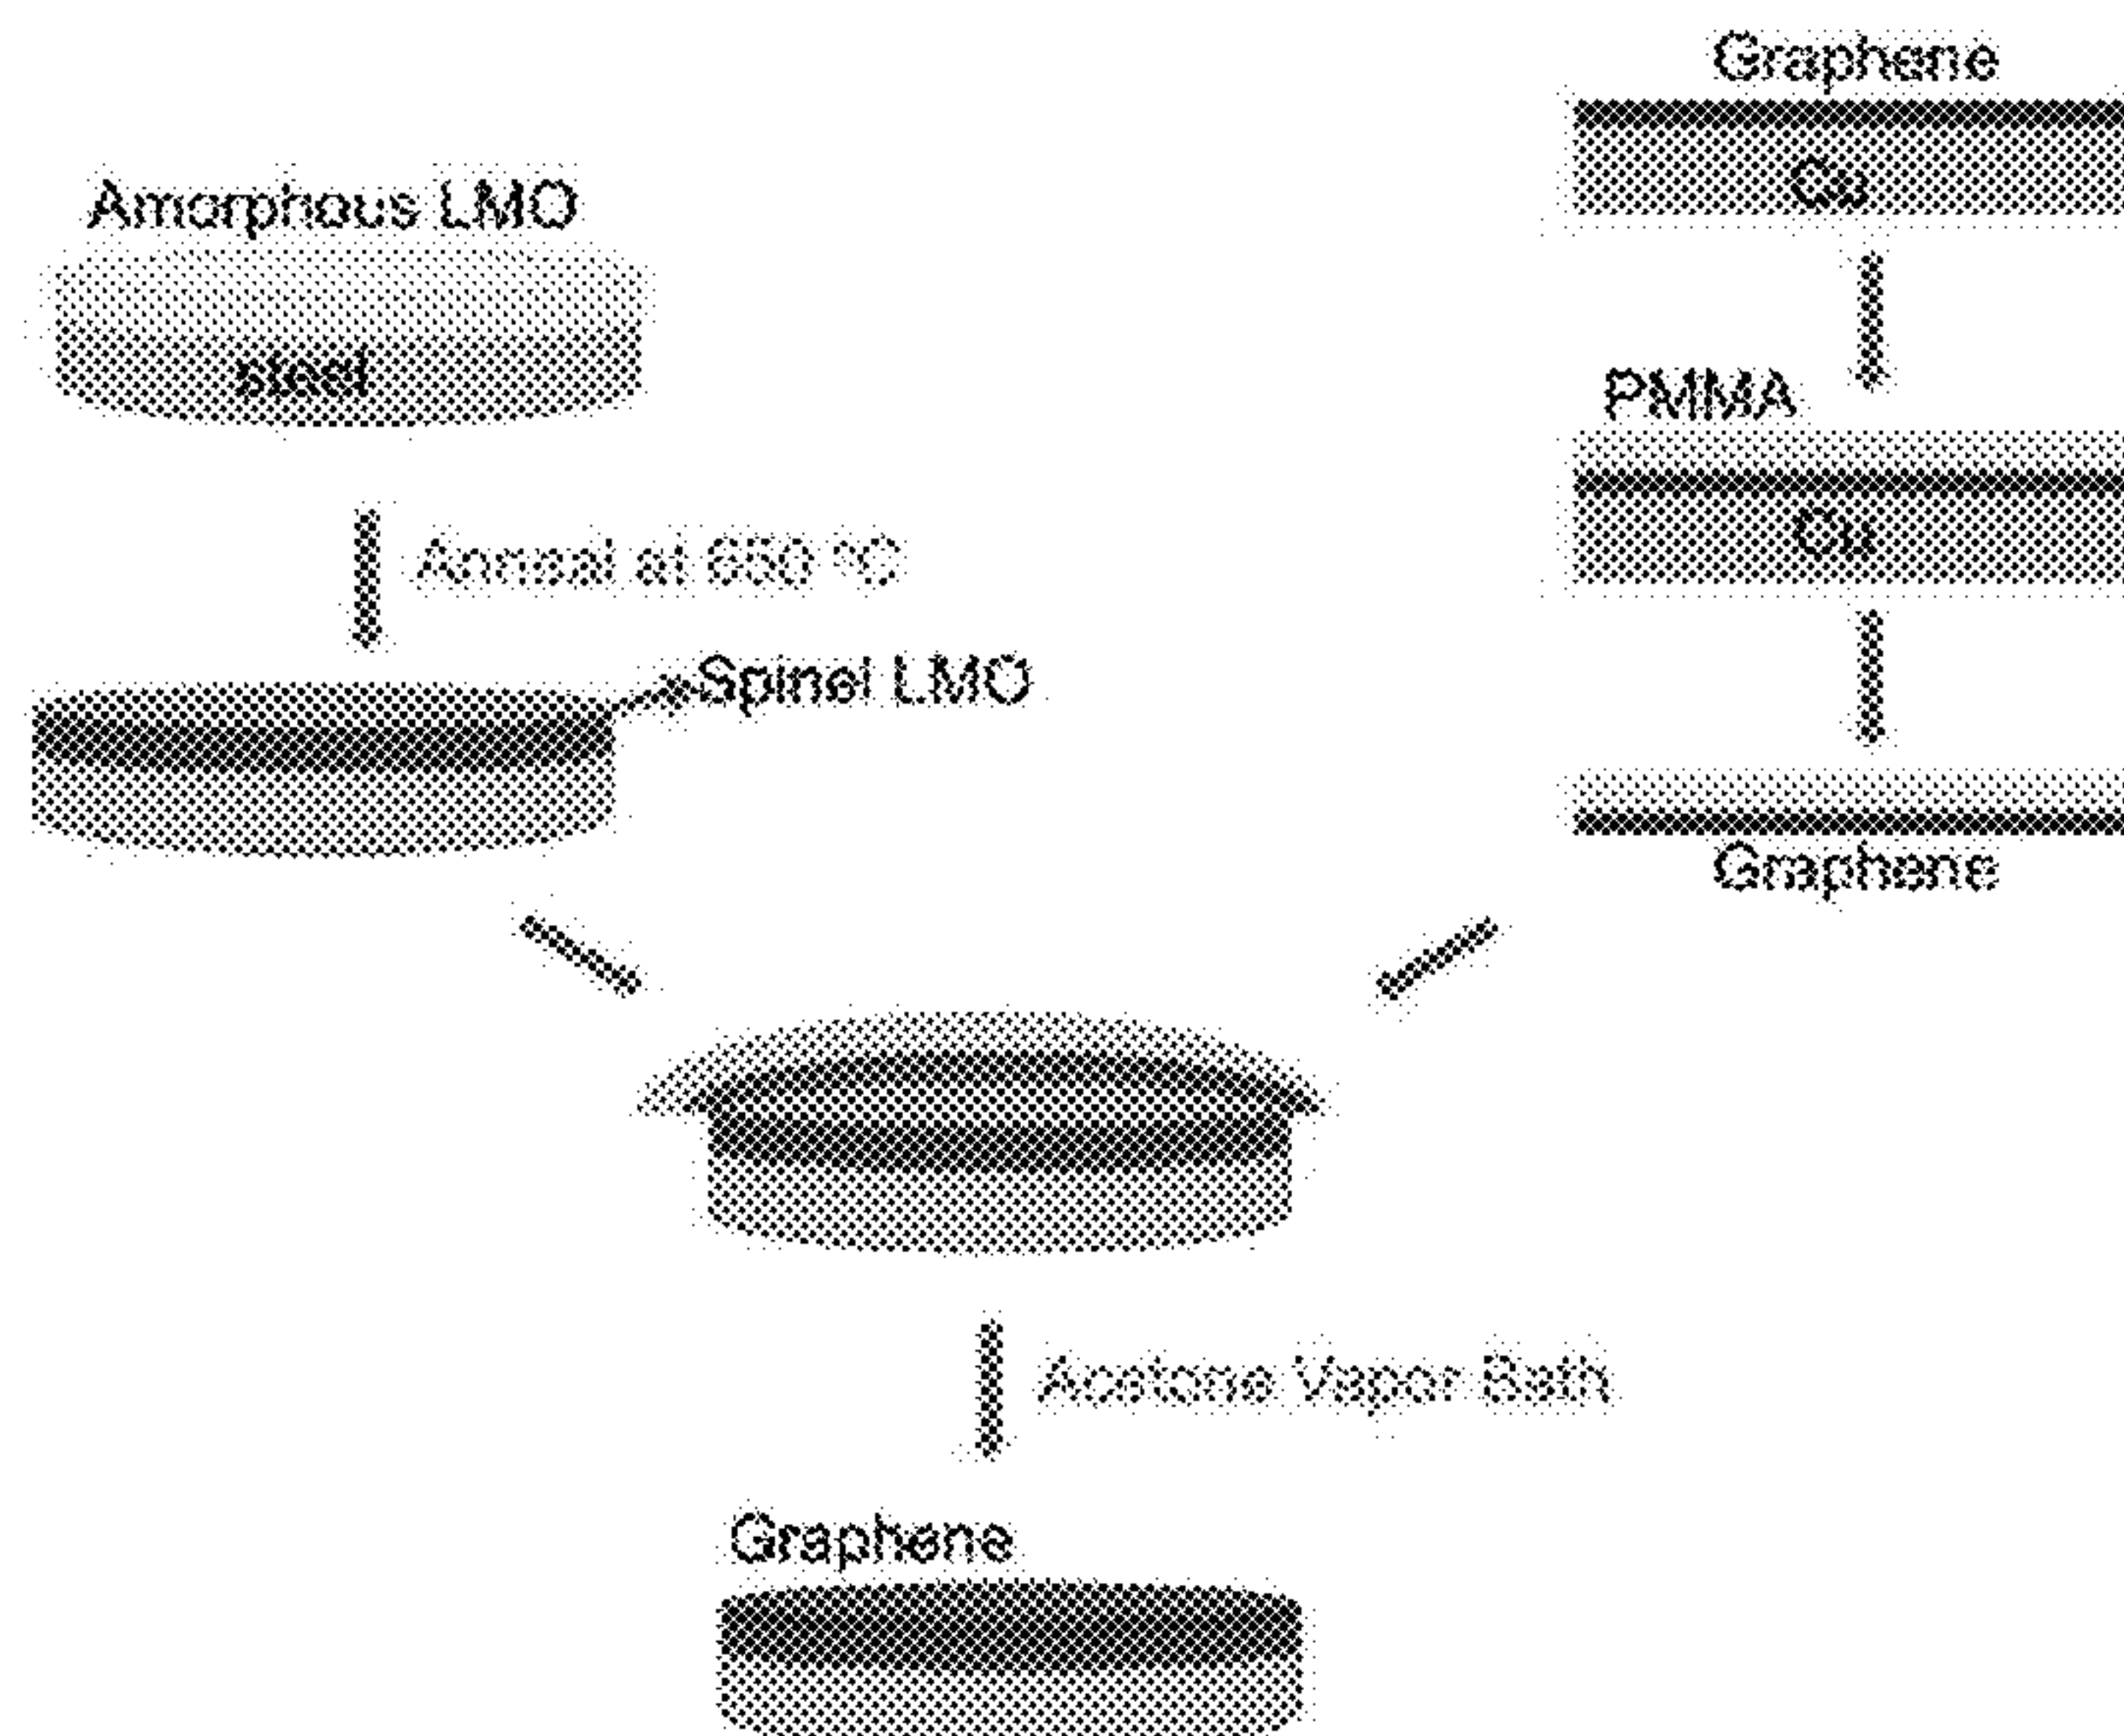 Graphene
Cu
Amorphous LMO
steel
PMMA
Cu
Anneal at 650 °C
Spinel LMO
Graphene
Acetone Vapor Bath
Graphene